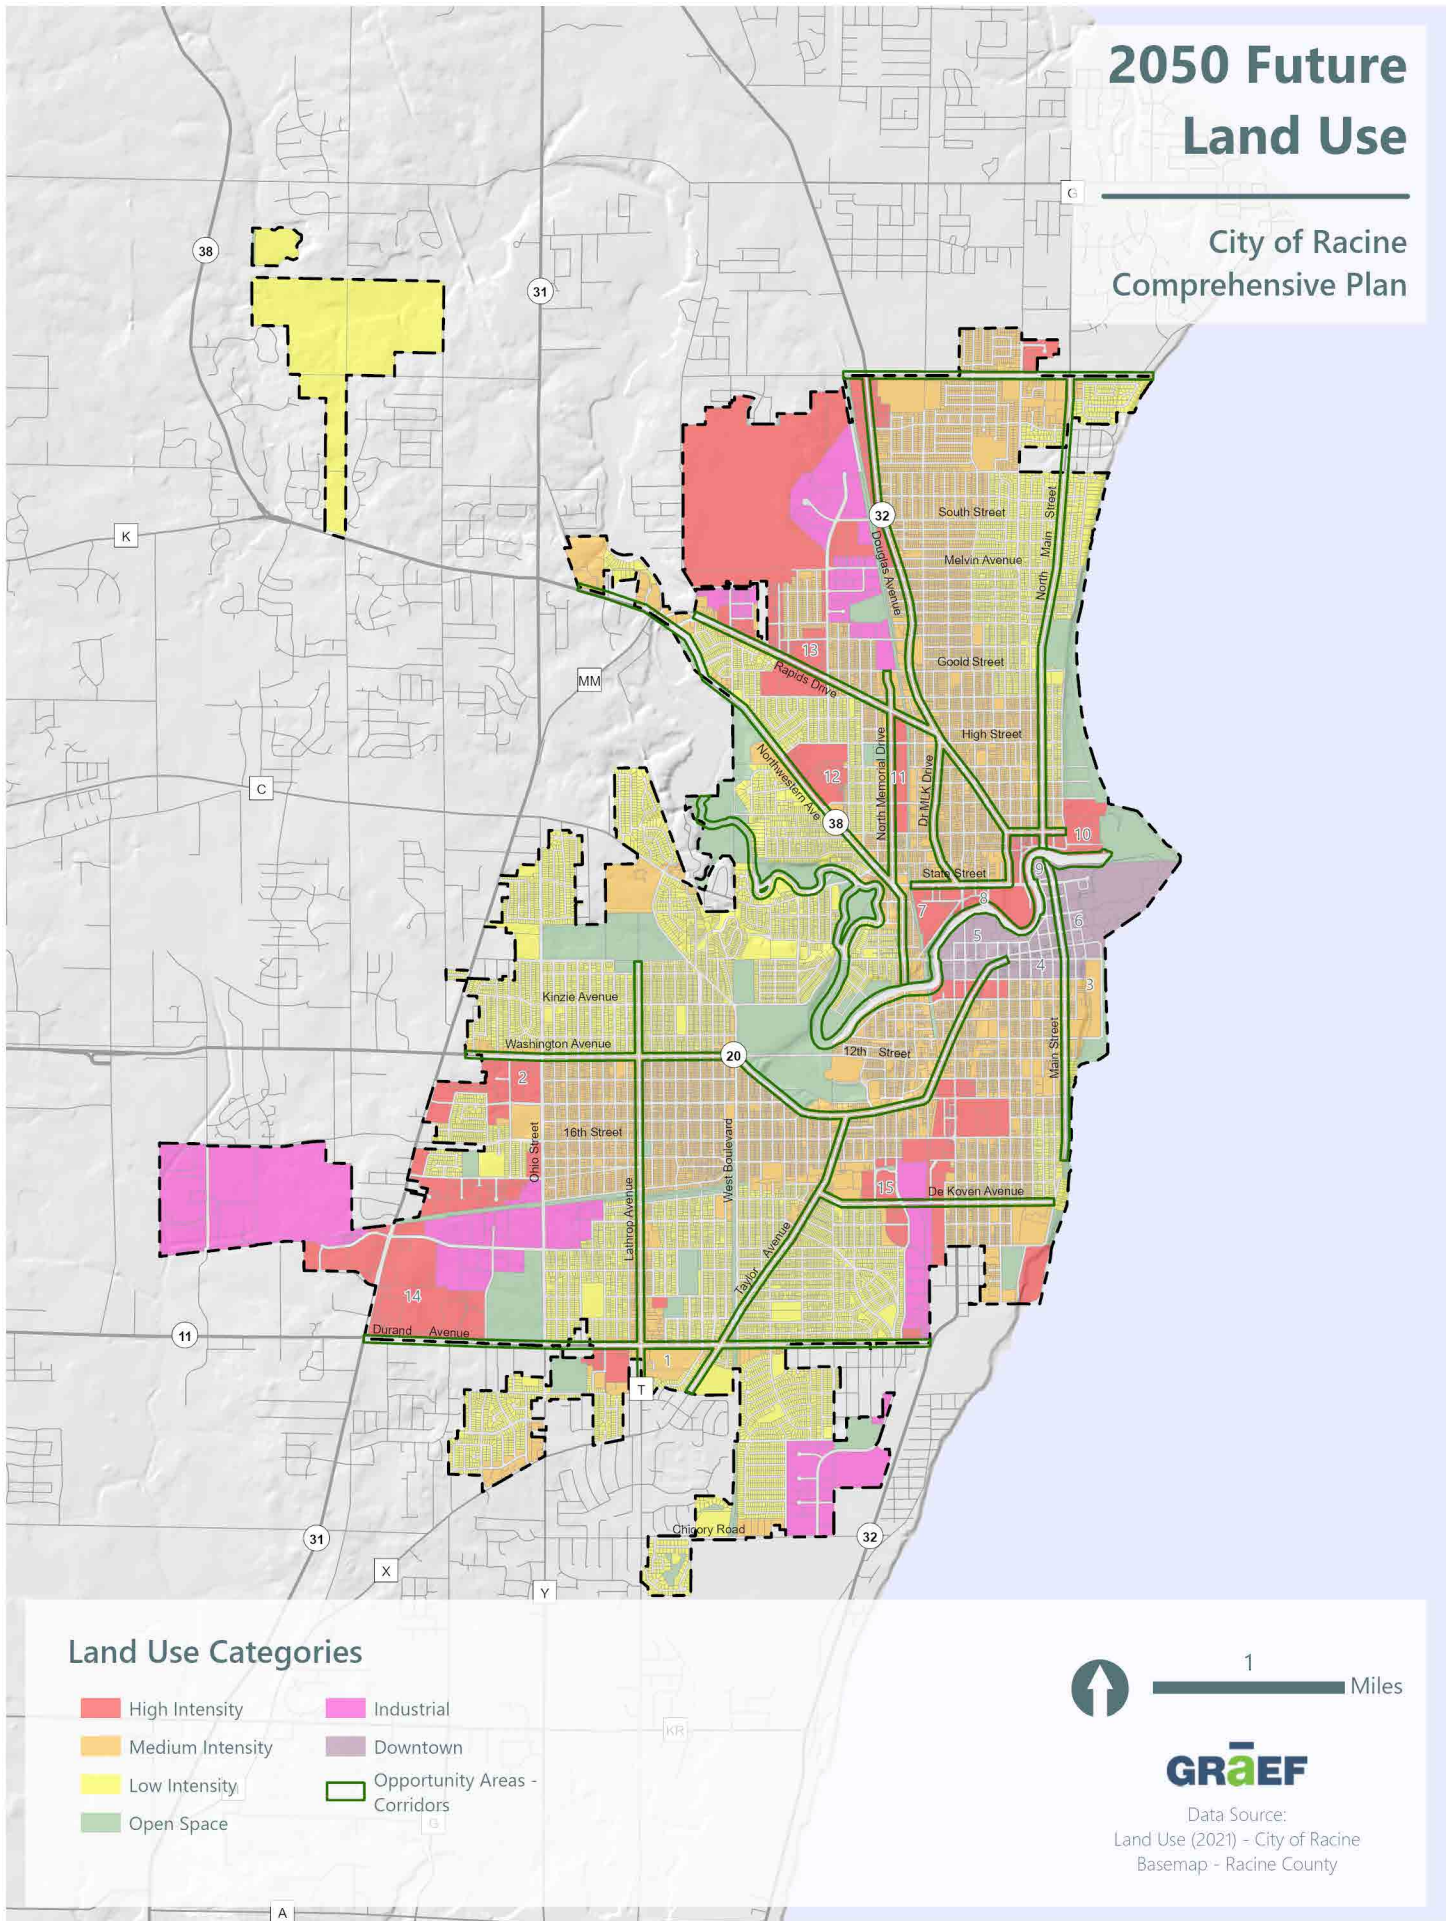 2050 Future
Land Use
City of Racine
Comprehensive Plan
G
38
31
K
32
South Street
North Main Street
Melvin Avenue
Douglas Avenue
Goold Street
13
Rapids Drive
MM
High Street
North Memorial Drive
Northwestern Ave
12
11
Dr MLK Drive
C
38
10
State Street
9
8
7
6
5
4
3
Kinzie Avenue
Washington Avenue
20
12th Street
Main Street
2
16th Street
Ohio Street
West Boulevard
15
De Koven Avenue
Lathrop Avenue
Taylor Avenue
14
11
Durand Avenue
1
T
Chicory Road
31
32
X
Y
Land Use Categories
High Intensity
Medium Intensity
Low Intensity
Open Space
Industrial
Downtown
Opportunity Areas -
Corridors
KR
G
A
1
Miles
GRAEF
Data Source:
Land Use (2021) - City of Racine
Basemap - Racine County